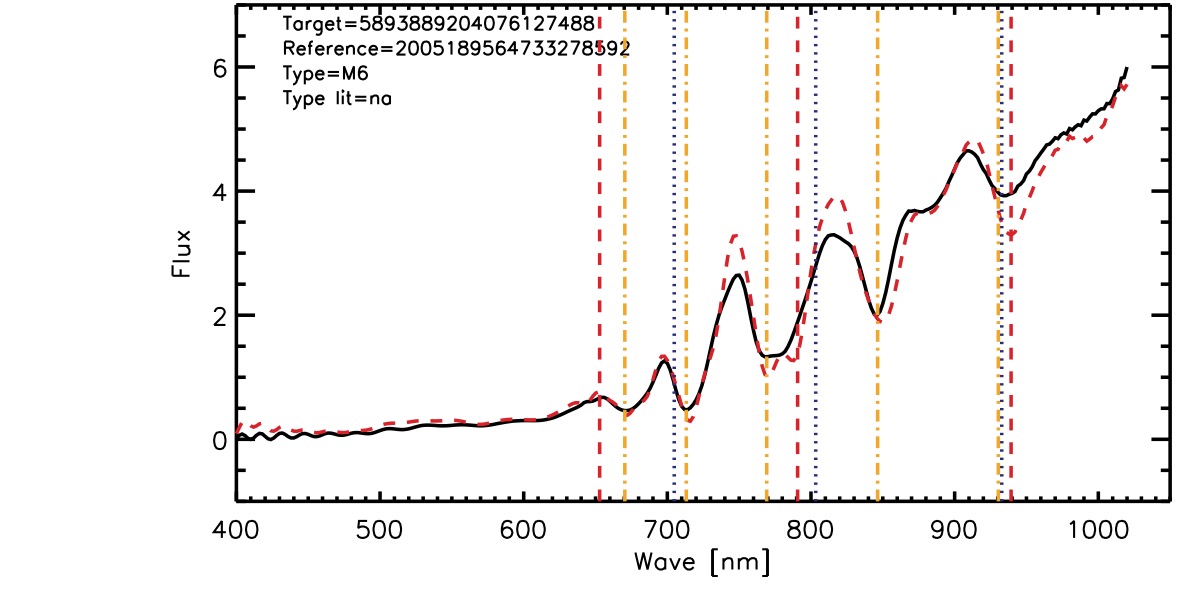 Target=5893889204076127488
Reference=2005189564733278592
Type=M6
Type lit=na
6
4
2
0
Flux
400 500 600 700 800 900 1000
Wave [nm]